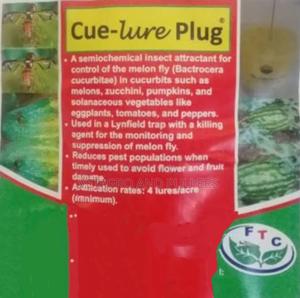 Cue-lure Plug®
• A semiochemical insect attractant for
control of the melon fly (Bactrocera
cucurbitae) in cucurbits such as
melons, zucchini, pumpkins, and
solanaceous vegetables like
eggplants, tomatoes, and peppers.
• Used in a Lynfield trap with a killing
agent for the monitoring and
suppression of melon fly.
• Reduces pest populations when
timely used to avoid flower and fruit
damage.
• Application rates: 4 lures/acre
(minimum).
FTC